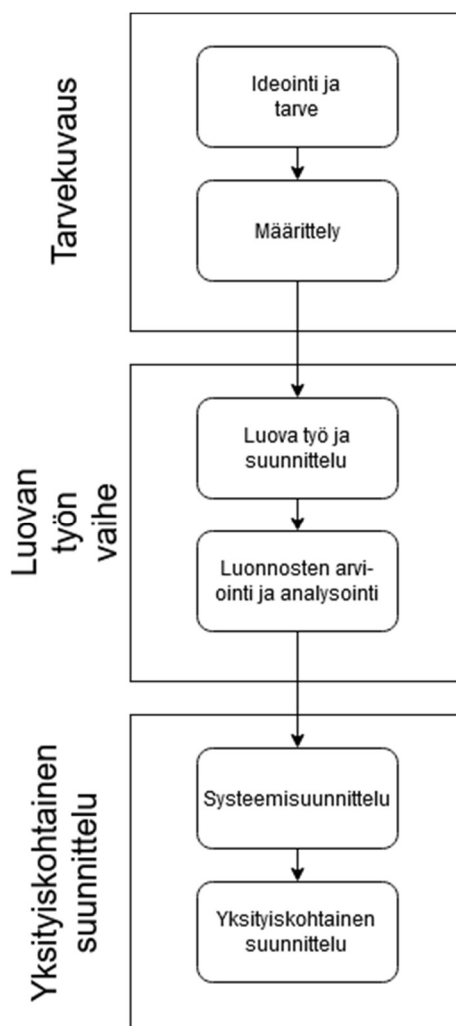 Tarvekuvaus
Ideointi ja
tarve
Määrittely
Luovan
työn
vaihe
Luova työ ja
suunnittelu
Luonnosten arvi-
ointi ja analysointi
Yksityiskohtainen
suunnittelu
Systeemisuunnittelu
Yksityiskohtainen
suunnittelu